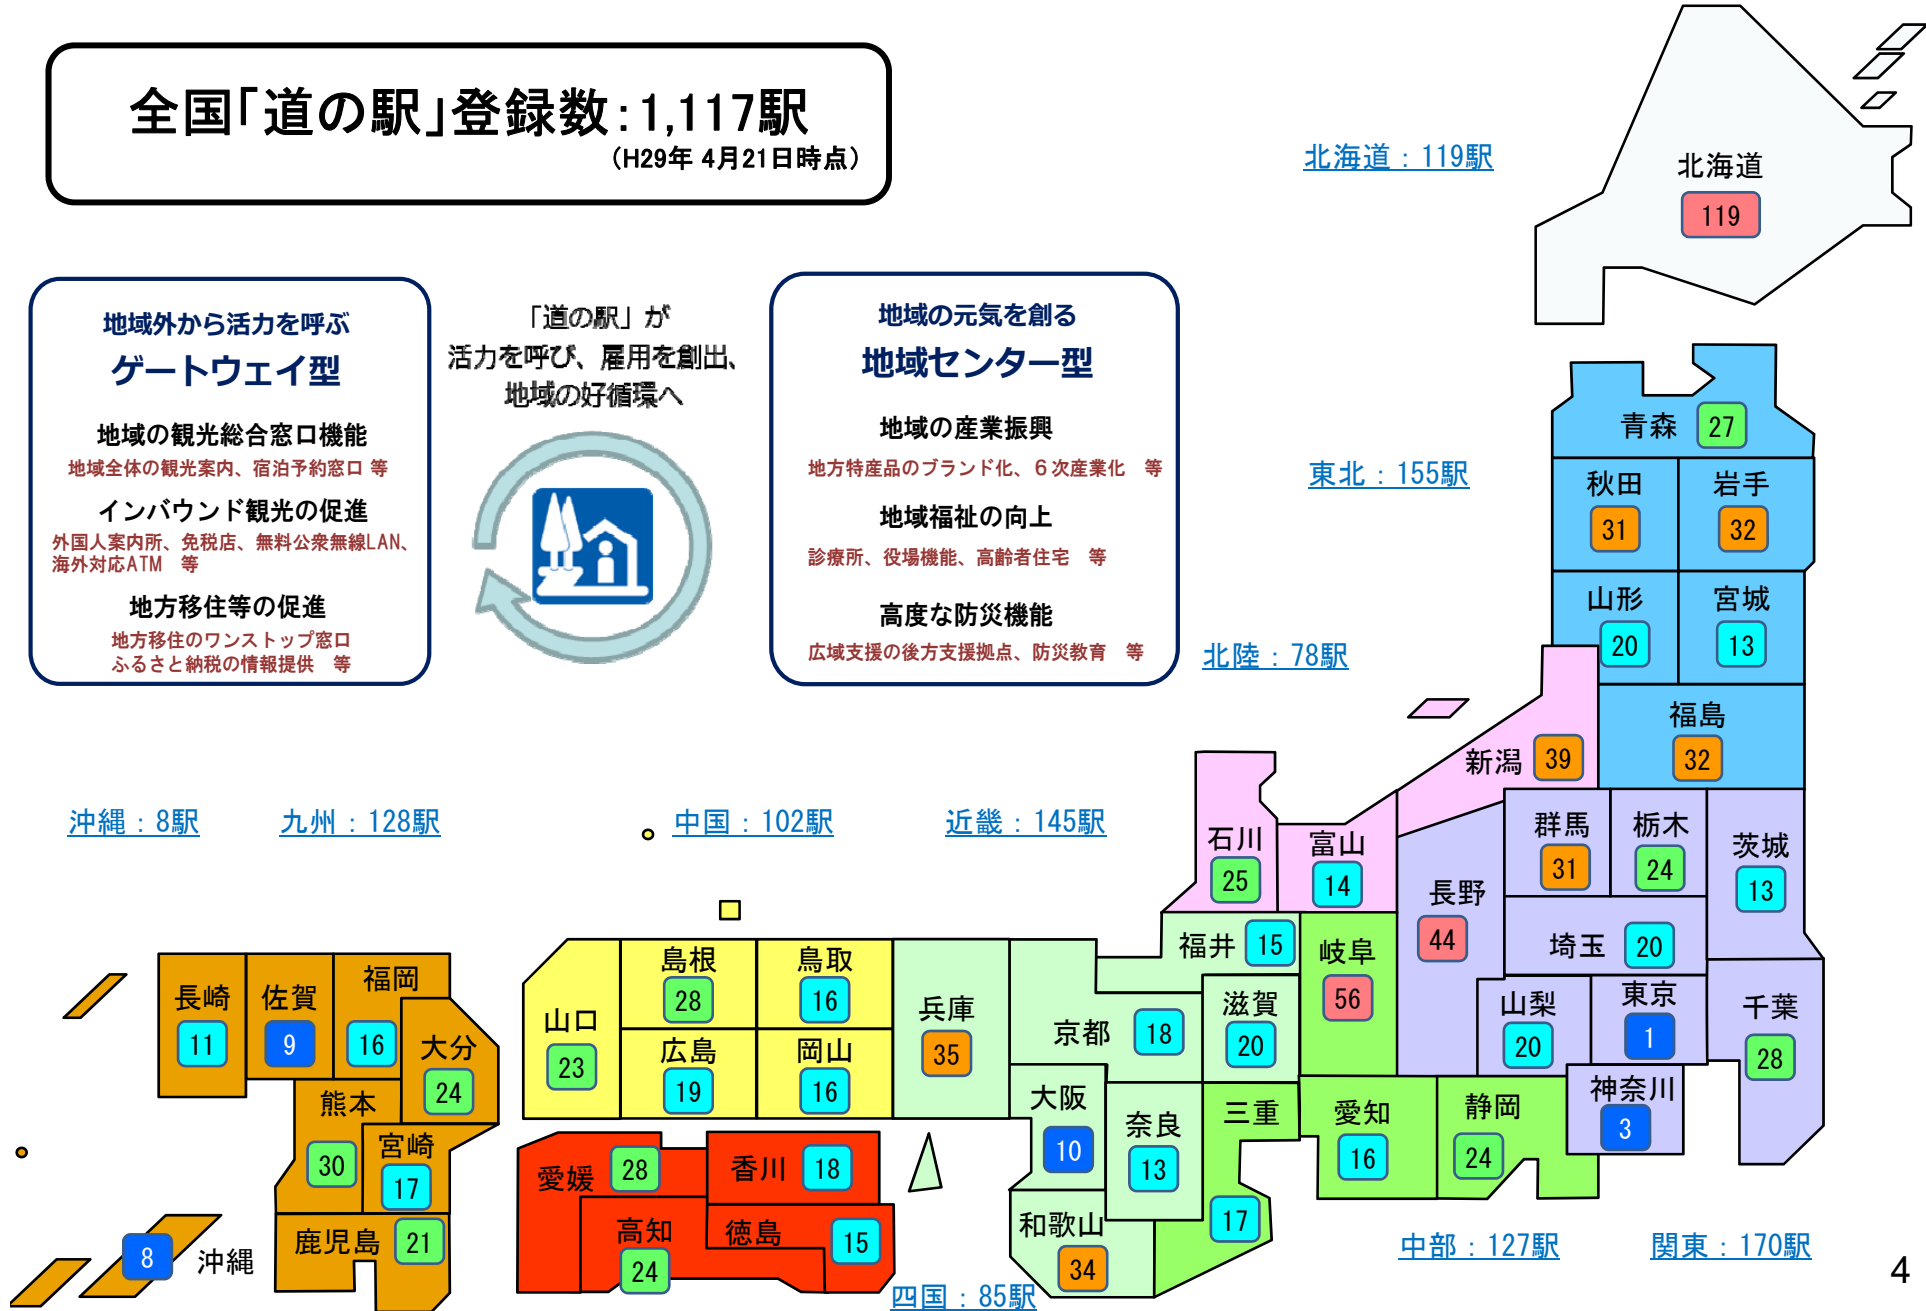 全国「道の駅」登録数:1,117駅
(H29年 4月21日時点)
地域外から活力を呼ぶ
ゲートウェイ型
地域の観光総合窓口機能
地域全体の観光案内、宿泊予約窓口 等
インバウンド観光の促進
外国人案内所、免税店、無料公衆無線LAN、
海外対応ATM 等
地方移住等の促進
地方移住のワンストップ窓口
ふるさと納税の情報提供 等
「道の駅」が
活力を呼び、雇用を創出、
地域の好循環へ
地域の元気を創る
地域センター型
地域の産業振興
地方特産品のブランド化、6次産業化 等
地域福祉の向上
診療所、役場機能、高齢者住宅 等
高度な防災機能
広域支援の後方支援拠点、防災教育 等
北海道:119駅
北海道
119
東北:155駅
青森 27
秋田
31
岩手
32
山形
20
宮城
13
福島
32
北陸:78駅
新潟 39
石川
25
富山
14
関東:170駅
群馬
31
栃木
24
茨城
13
長野
44
埼玉 20
山梨
20
東京
1
千葉
28
神奈川
3
中部:127駅
岐阜
56
愛知
16
静岡
24
三重
17
近畿:145駅
福井 15
滋賀
20
京都 18
兵庫
35
大阪
10
奈良
13
和歌山
34
中国:102駅
山口
23
島根
28
鳥取
16
広島
19
岡山
16
四国:85駅
愛媛 28
香川 18
高知
24
徳島 15
九州:128駅
長崎
11
佐賀
9
福岡
16
大分
24
熊本
30
宮崎
17
鹿児島 21
沖縄:8駅
8 沖縄
4